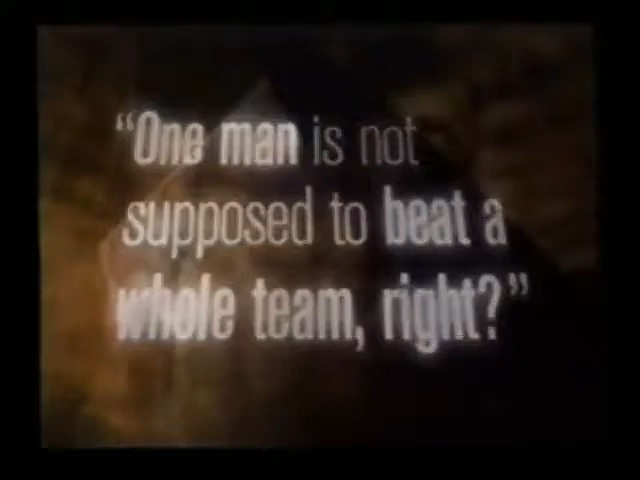 “One man is not
supposed to beat a
whole team, right?”